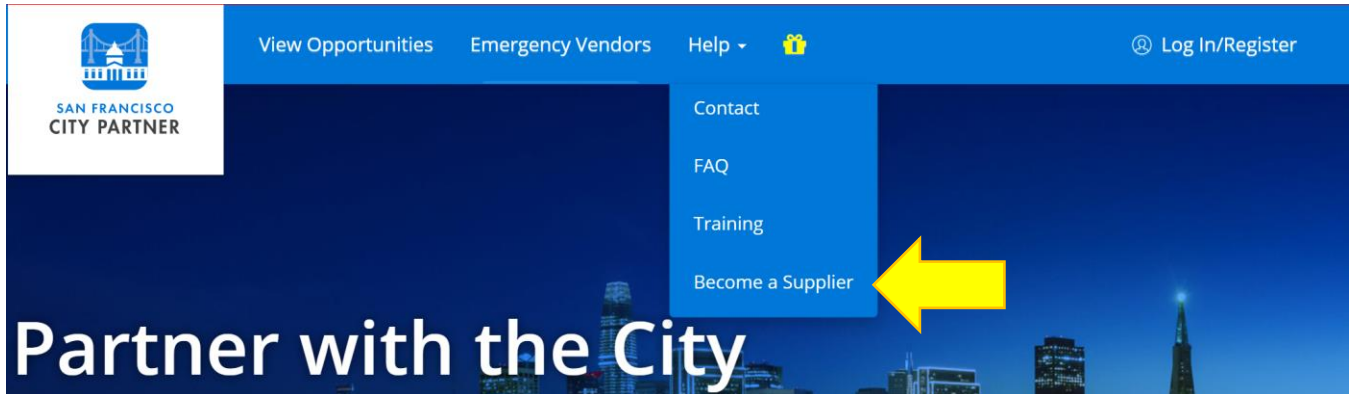 View Opportunities Emergency Vendors Help Log In/Register
SAN FRANCISCO
CITY PARTNER
Contact
FAQ
Training
Become a Supplier
Partner with the City